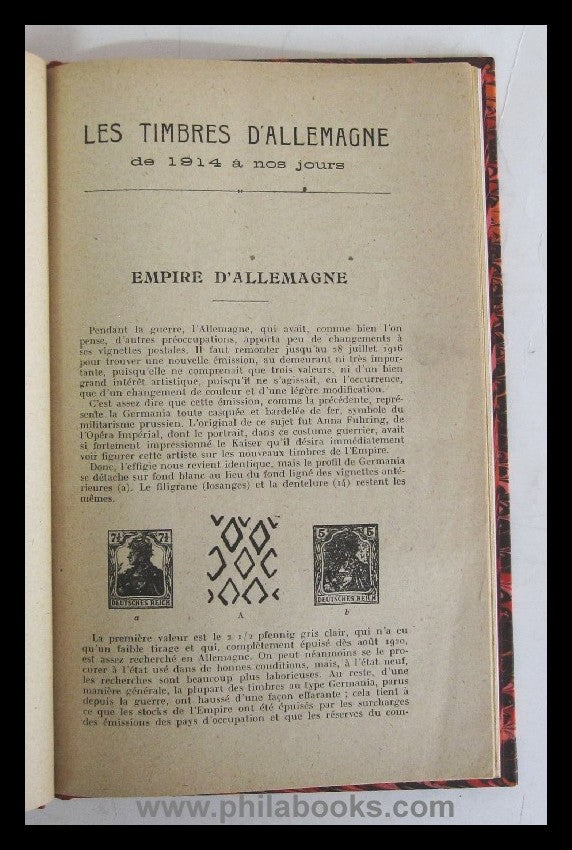 LES TIMBRES D'ALLEMAGNE
de 1914 à nos jours
EMPIRE D'ALLEMAGNE
Pendant la guerre, l'Allemagne, qui avait, comme bien l'on
pense, d'autres préoccupations, apporta peu de changements à
ses vignettes postales. Il faut remonter jusqu'au 28 juillet 1916
pour trouver une nouvelle émission, au demeurant ni très impor-
tante, puisqu'elle ne comprenait que trois valeurs, ni d'un bien
grand intérêt artistique, puisqu'il ne s'agissait, en l'occurrence,
que d'un changement de couleur et d'une légère modification.
C'est assez dire que cette émission, comme la précédente, repré-
sente la Germania toute casquée et bardelée de fer, symbole du
militarisme prussien. L'original de ce sujet fut Anna Fuhring, de
l'Opéra Impérial, dont le portrait, dans ce costume guerrier, avait
si fortement impressionné le Kaiser qu'il désira immédiatement
voir figurer cette artiste sur les nouveaux timbres de l'Empire.
Donc, l'effigie nous revient identique, mais le profil de Germania
se détache sur fond blanc au lieu du fond ligné des vignettes anté-
rieures (a). Le filigrane (losanges) et la dentelure (14) restent les
mêmes.
7½ 7½
DEUTSCHES REICH
5 5
DEUTSCHES REICH
a A b
La première valeur est le 2 1/2 pfennig gris clair, qui n'a eu
qu'un faible tirage et qui, complètement épuisé dès août 1920,
est assez recherché en Allemagne. On peut néanmoins se le pro-
curer à l'état usé dans de bonnes conditions, mais, à l'état neuf,
les recherches sont beaucoup plus laborieuses. Au reste, d'une
manière générale, la plupart des timbres au type Germania, parus
depuis la guerre, ont haussé d'une façon effarante ; cela tient à
ce que les stocks de l'Empire ont été épuisés par les surcharges
des émissions des pays d'occupation et que les réserves du com-
www.philabooks.com